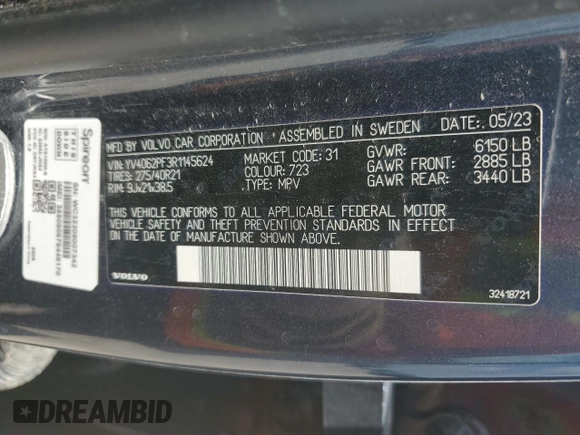 MFD BY VOLVO CAR CORPORATION ASSEMBLED IN SWEDEN
DATE: 05/23
VIN: YV4062PF3R1145624
TIRES: 275/40R21
RIM: 9Jx21x38.5
MARKET CODE: 31
COLOUR: 723
TYPE: MPV
GVWR: 6150 LB
GAWR FRONT: 2885 LB
GAWR REAR: 3440 LB
THIS VEHICLE CONFORMS TO ALL APPLICABLE FEDERAL MOTOR
VEHICLE SAFETY AND THEFT PREVENTION STANDARDS IN EFFECT
ON THE DATE OF MANUFACTURE SHOWN ABOVE.
VOLVO
32418721
Spireon
THIS
SIDE
DOWN
DREAMBID